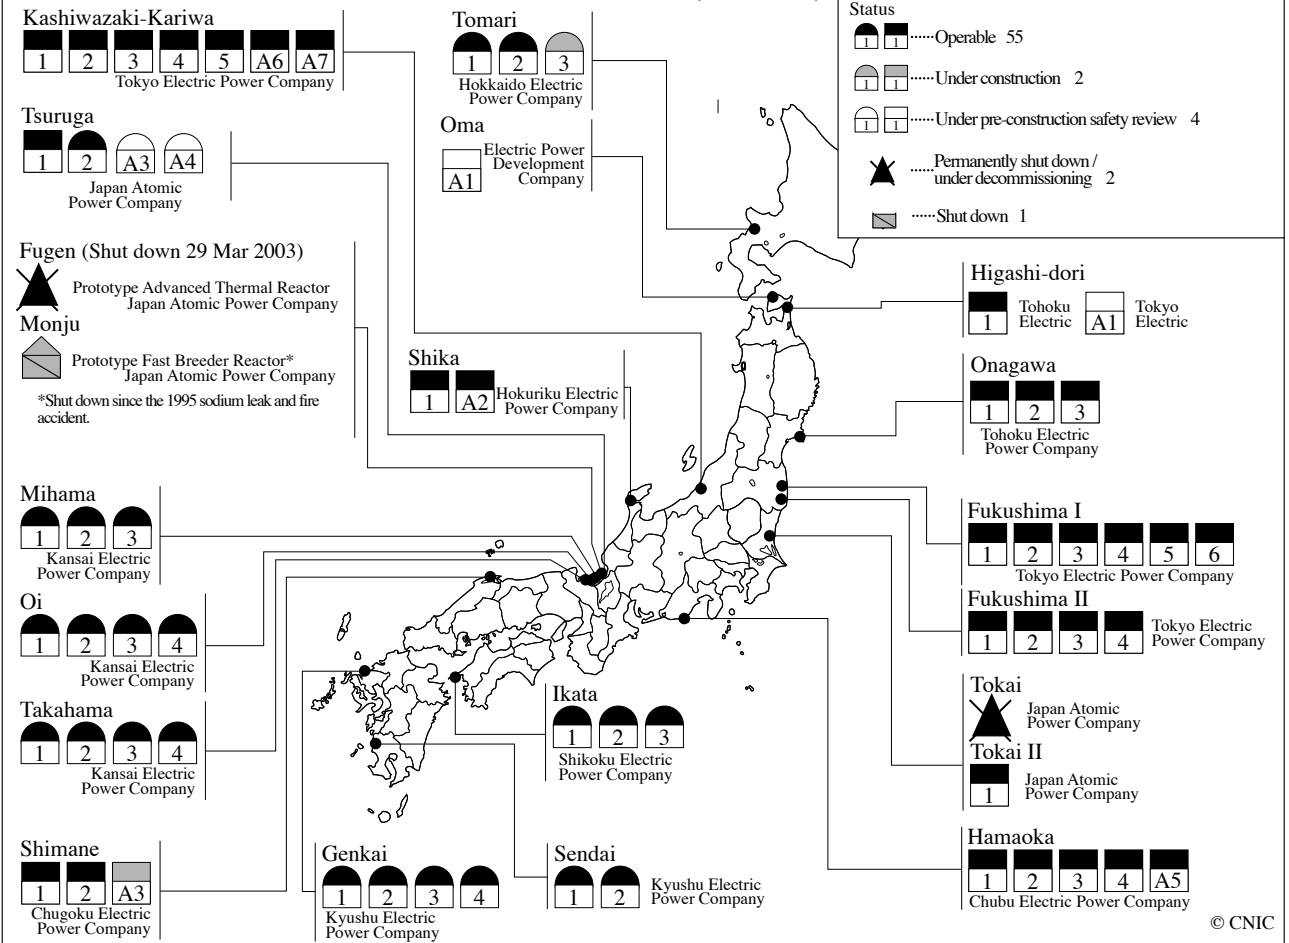 Kashiwazaki-Kariwa
1 2 3 4 5 A6 A7
Tokyo Electric Power Company
Tsuruga
1 2 A3 A4
Japan Atomic
Power Company
Fugen (Shut down 29 Mar 2003)
Prototype Advanced Thermal Reactor
Japan Atomic Power Company
Monju
Prototype Fast Breeder Reactor*
Japan Atomic Power Company
*Shut down since the 1995 sodium leak and fire
accident.
Mihama
1 2 3
Kansai Electric
Power Company
Oi
1 2 3 4
Kansai Electric
Power Company
Takahama
1 2 3 4
Kansai Electric
Power Company
Shimane
1 2 A3
Chugoku Electric
Power Company
Tomari
1 2 3
Hokkaido Electric
Power Company
Oma
A1
Electric Power
Development
Company
Shika
1 A2
Hokuriku Electric
Power Company
Ikata
1 2 3
Shikoku Electric
Power Company
Genkai
1 2 3 4
Kyushu Electric
Power Company
Sendai
1 2
Kyushu Electric
Power Company
Status
1 1 ...... Operable 55
1 1 ...... Under construction 2
1 1 ...... Under pre-construction safety review 4
...... Permanently shut down /
under decommissioning 2
...... Shut down 1
Higashi-dori
1 Tohoku
Electric
A1 Tokyo
Electric
Onagawa
1 2 3
Tohoku Electric
Power Company
Fukushima I
1 2 3 4 5 6
Tokyo Electric Power Company
Fukushima II
1 2 3 4
Tokyo Electric
Power Company
Tokai
Japan Atomic
Power Company
Tokai II
1
Japan Atomic
Power Company
Hamaoka
1 2 3 4 A5
Chubu Electric Power Company
© CNIC